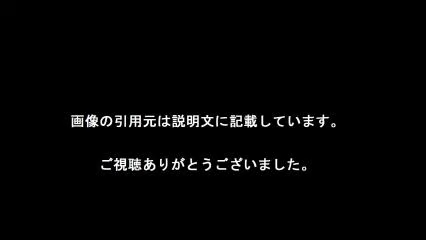 画像の引用元は説明文に記載しています。
ご視聴ありがとうございました。